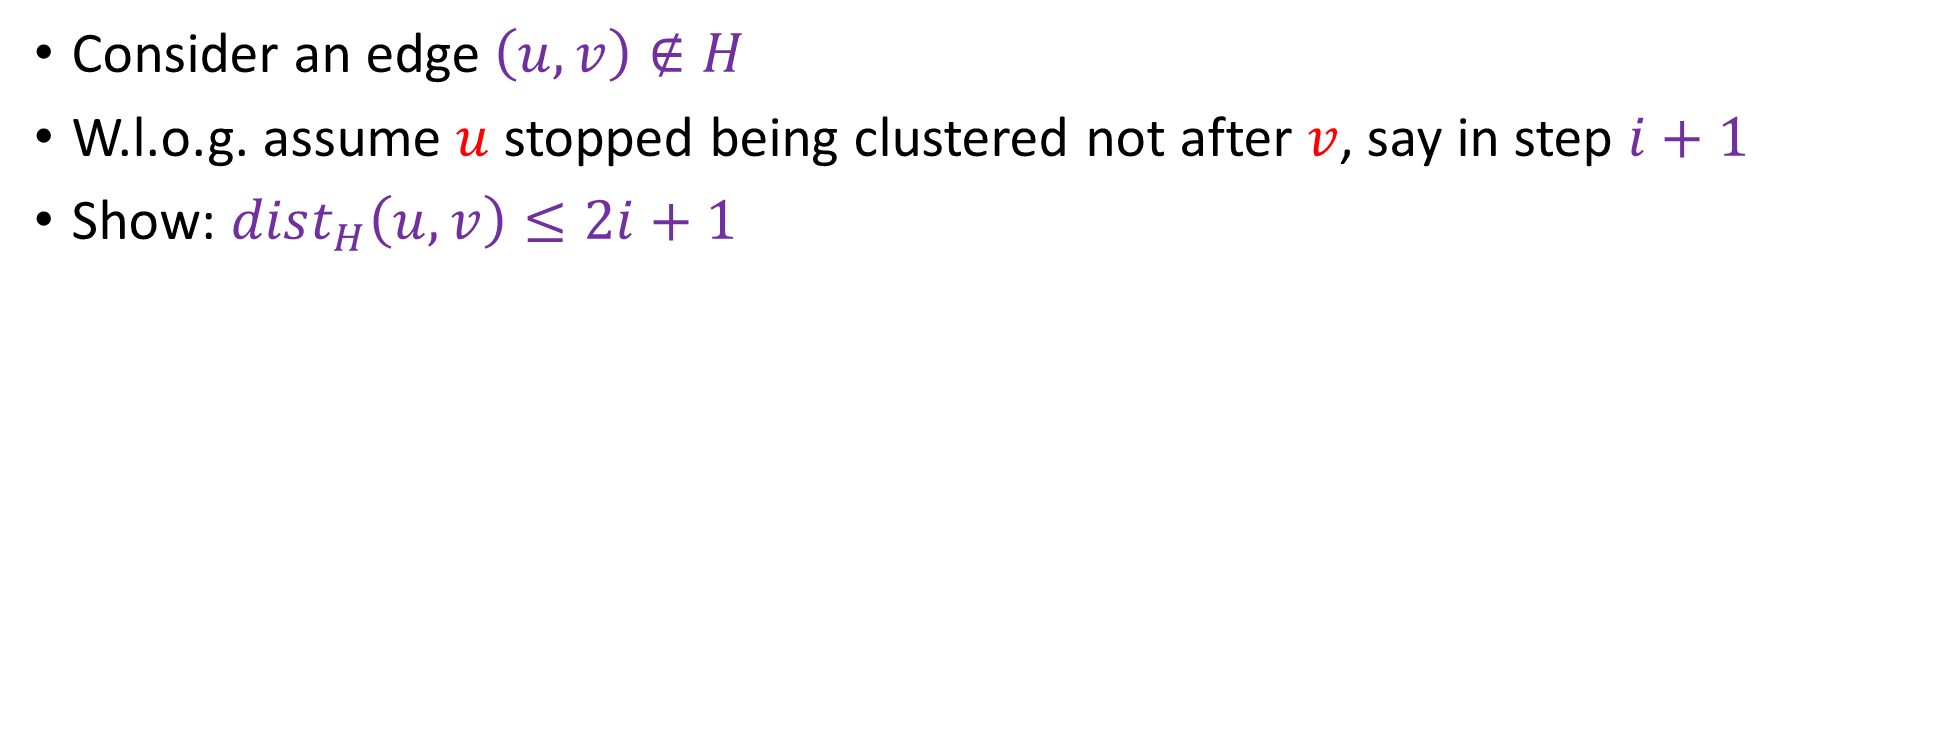 • Consider an edge (u, v) ∉ H
• W.l.o.g. assume u stopped being clustered not after v, say in step i + 1
• Show: dist_H(u, v) ≤ 2i + 1